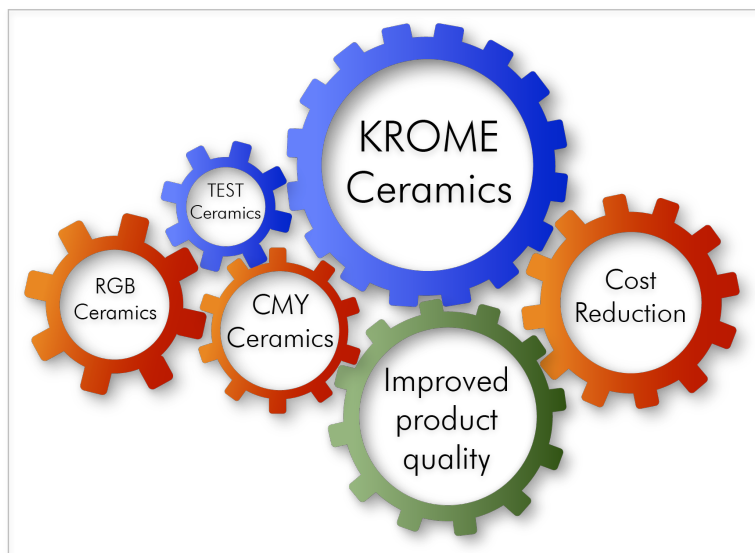 KROME
Ceramics
TEST
Ceramics
RGB
Ceramics
CMY
Ceramics
Cost
Reduction
Improved
product
quality